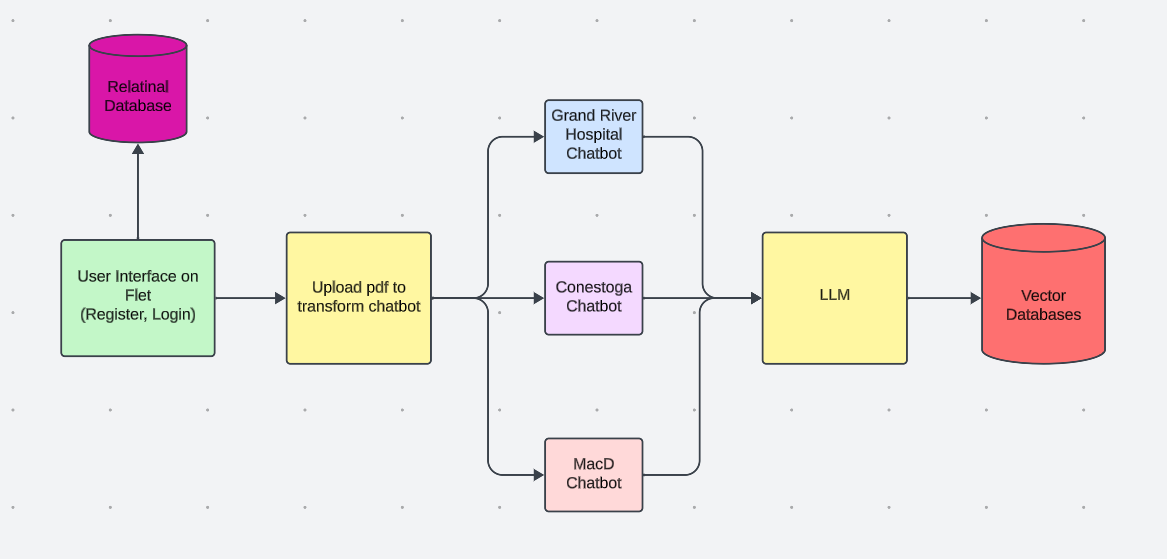 Relatinal
Database
User Interface on
Flet
(Register, Login)
Upload pdf to
transform chatbot
Grand River
Hospital
Chatbot
Conestoga
Chatbot
MacD
Chatbot
LLM
Vector
Databases